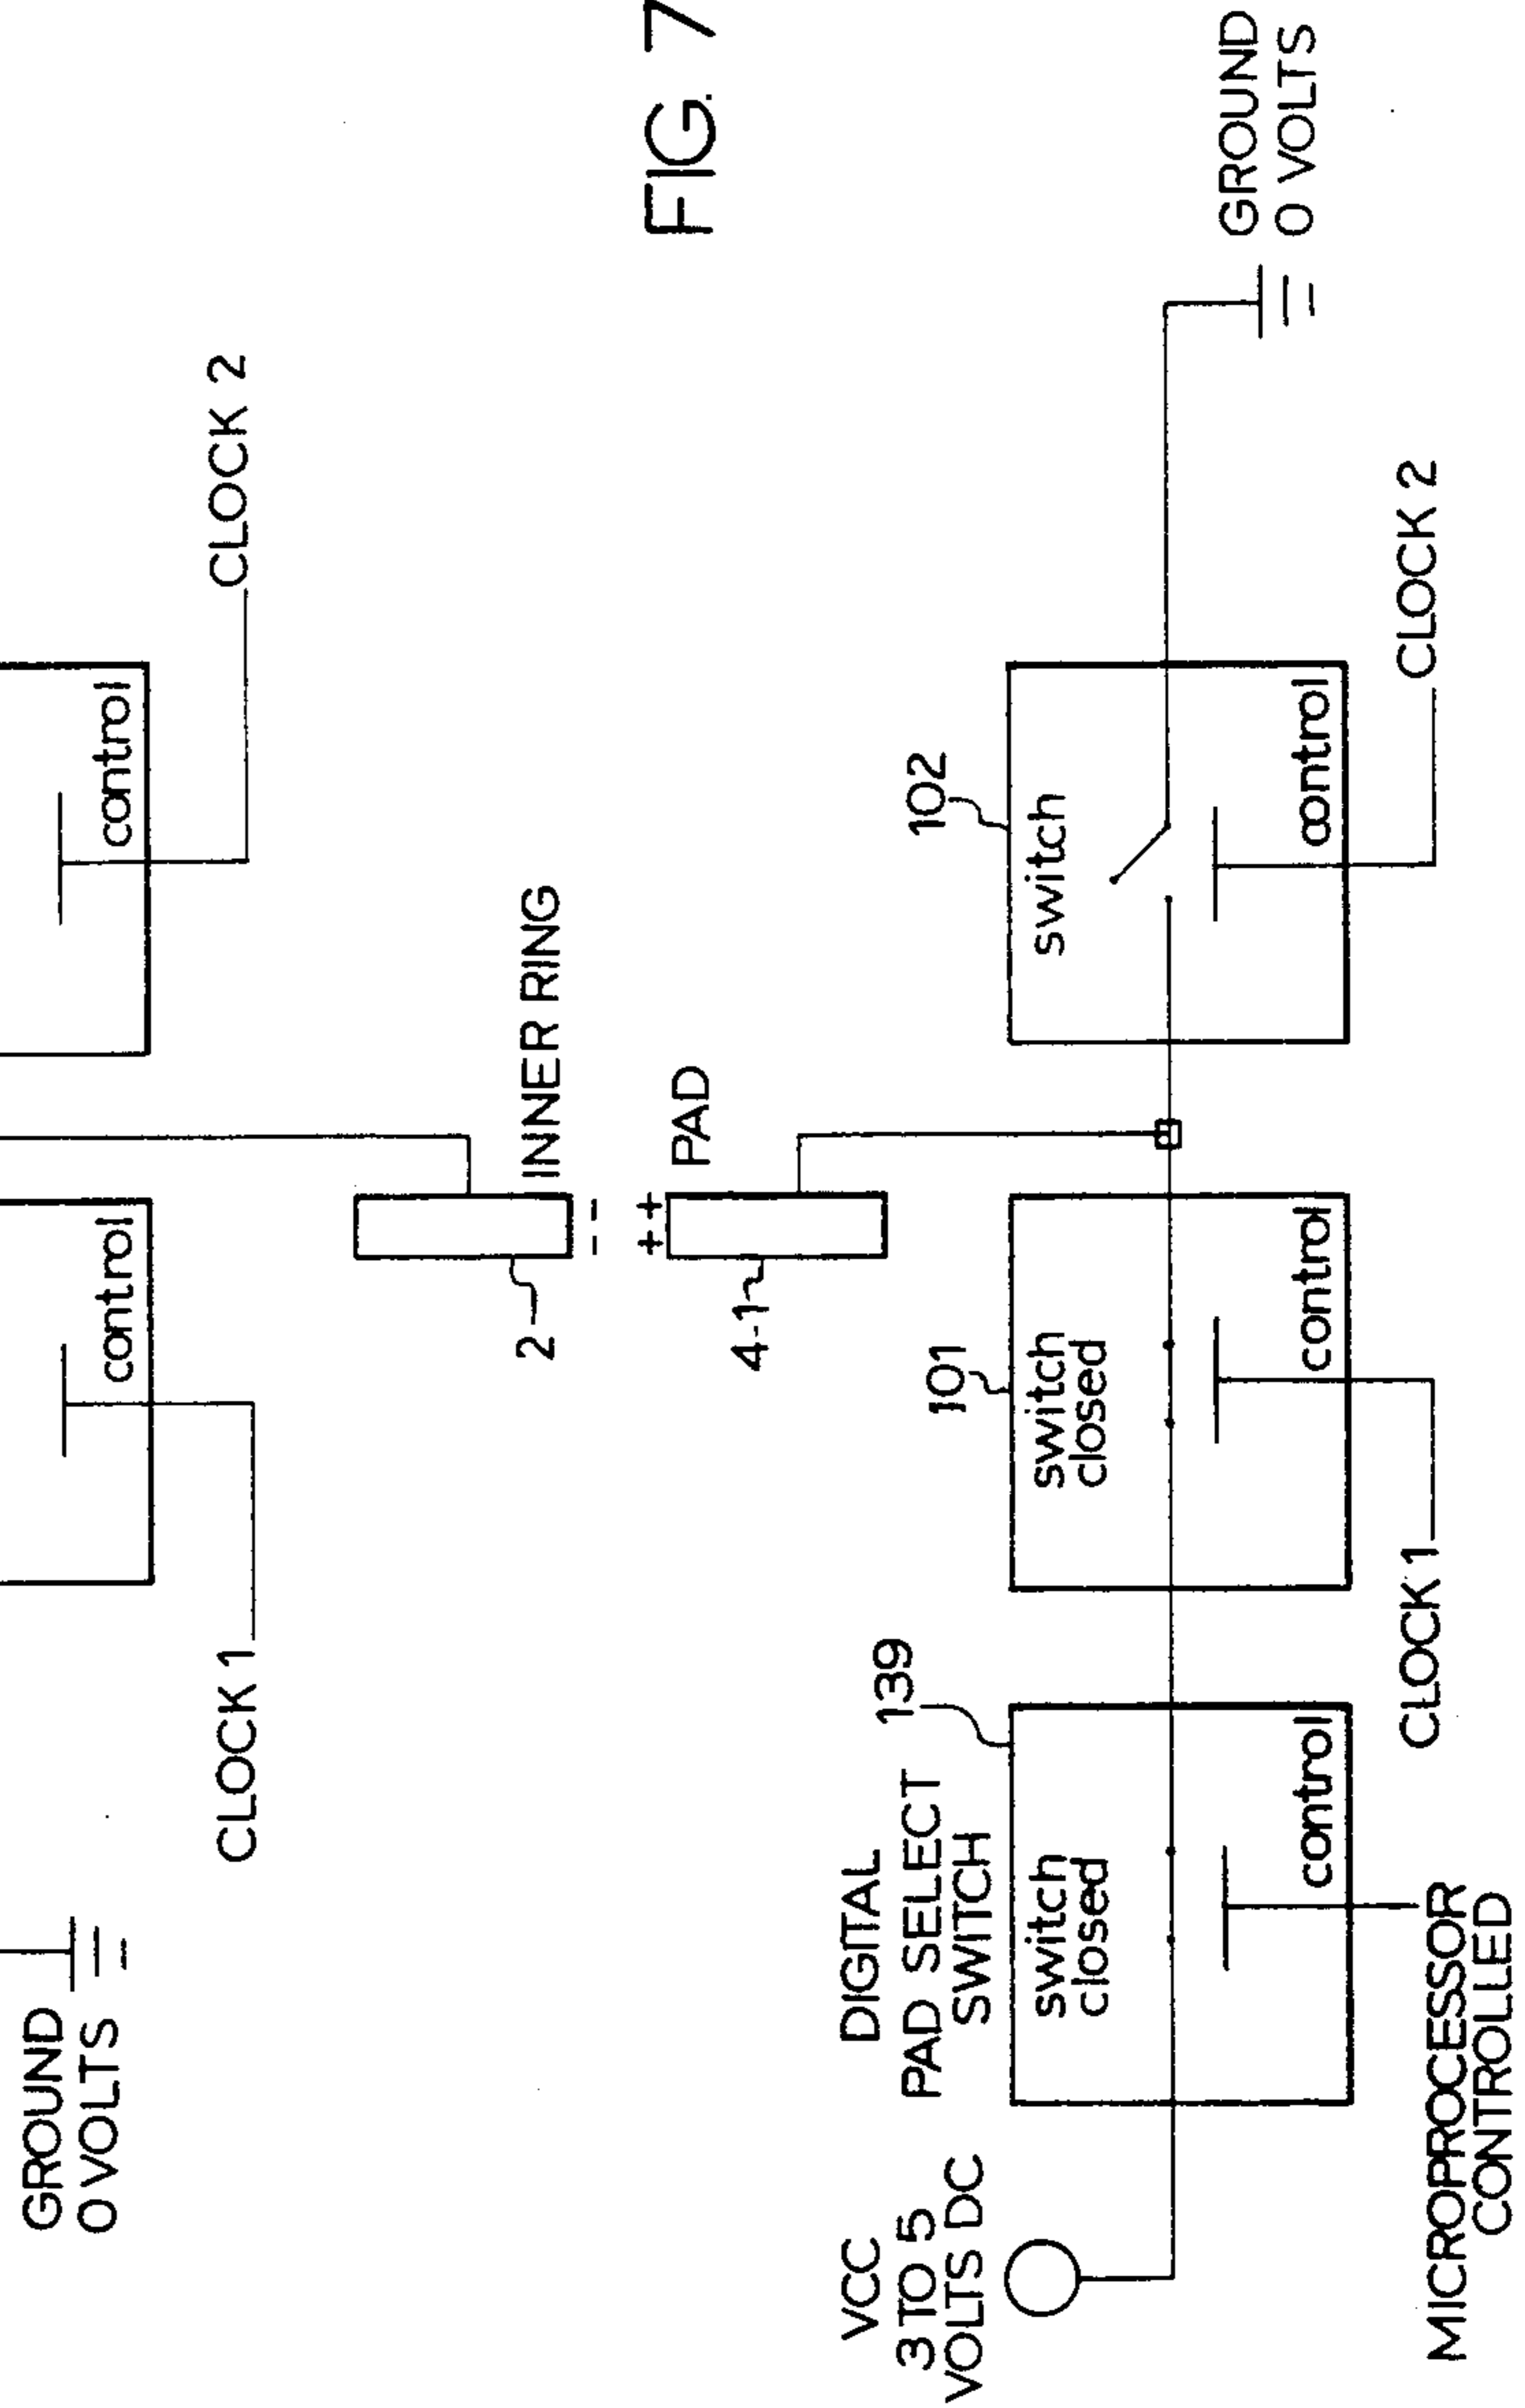 GROUND
0 VOLTS
control
control
CLOCK 1
CLOCK 2
2
INNER RING
- -
++
FIG. 7
PAD
4-1
VCC
3 TO 5
VOLTS DC
DIGITAL
PAD SELECT
SWITCH
139
101
102
switch
closed
control
switch
closed
control
switch
control
GROUND
0 VOLTS
MICROPROCESSOR
CONTROLLED
CLOCK 1
CLOCK 2